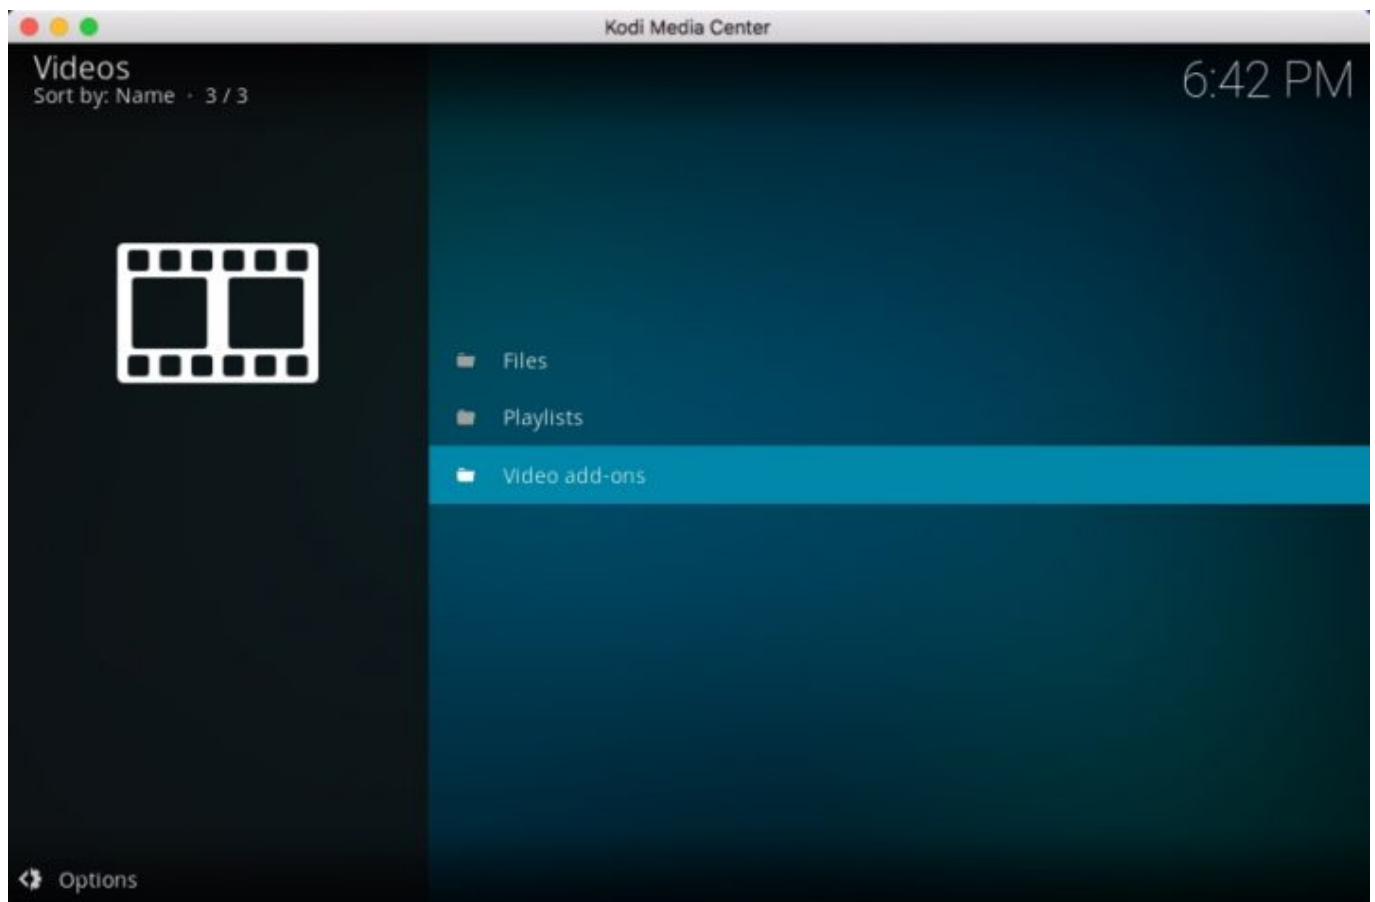 Kodi Media Center
Videos
Sort by: Name · 3 / 3
6:42 PM
Files
Playlists
Video add-ons
Options